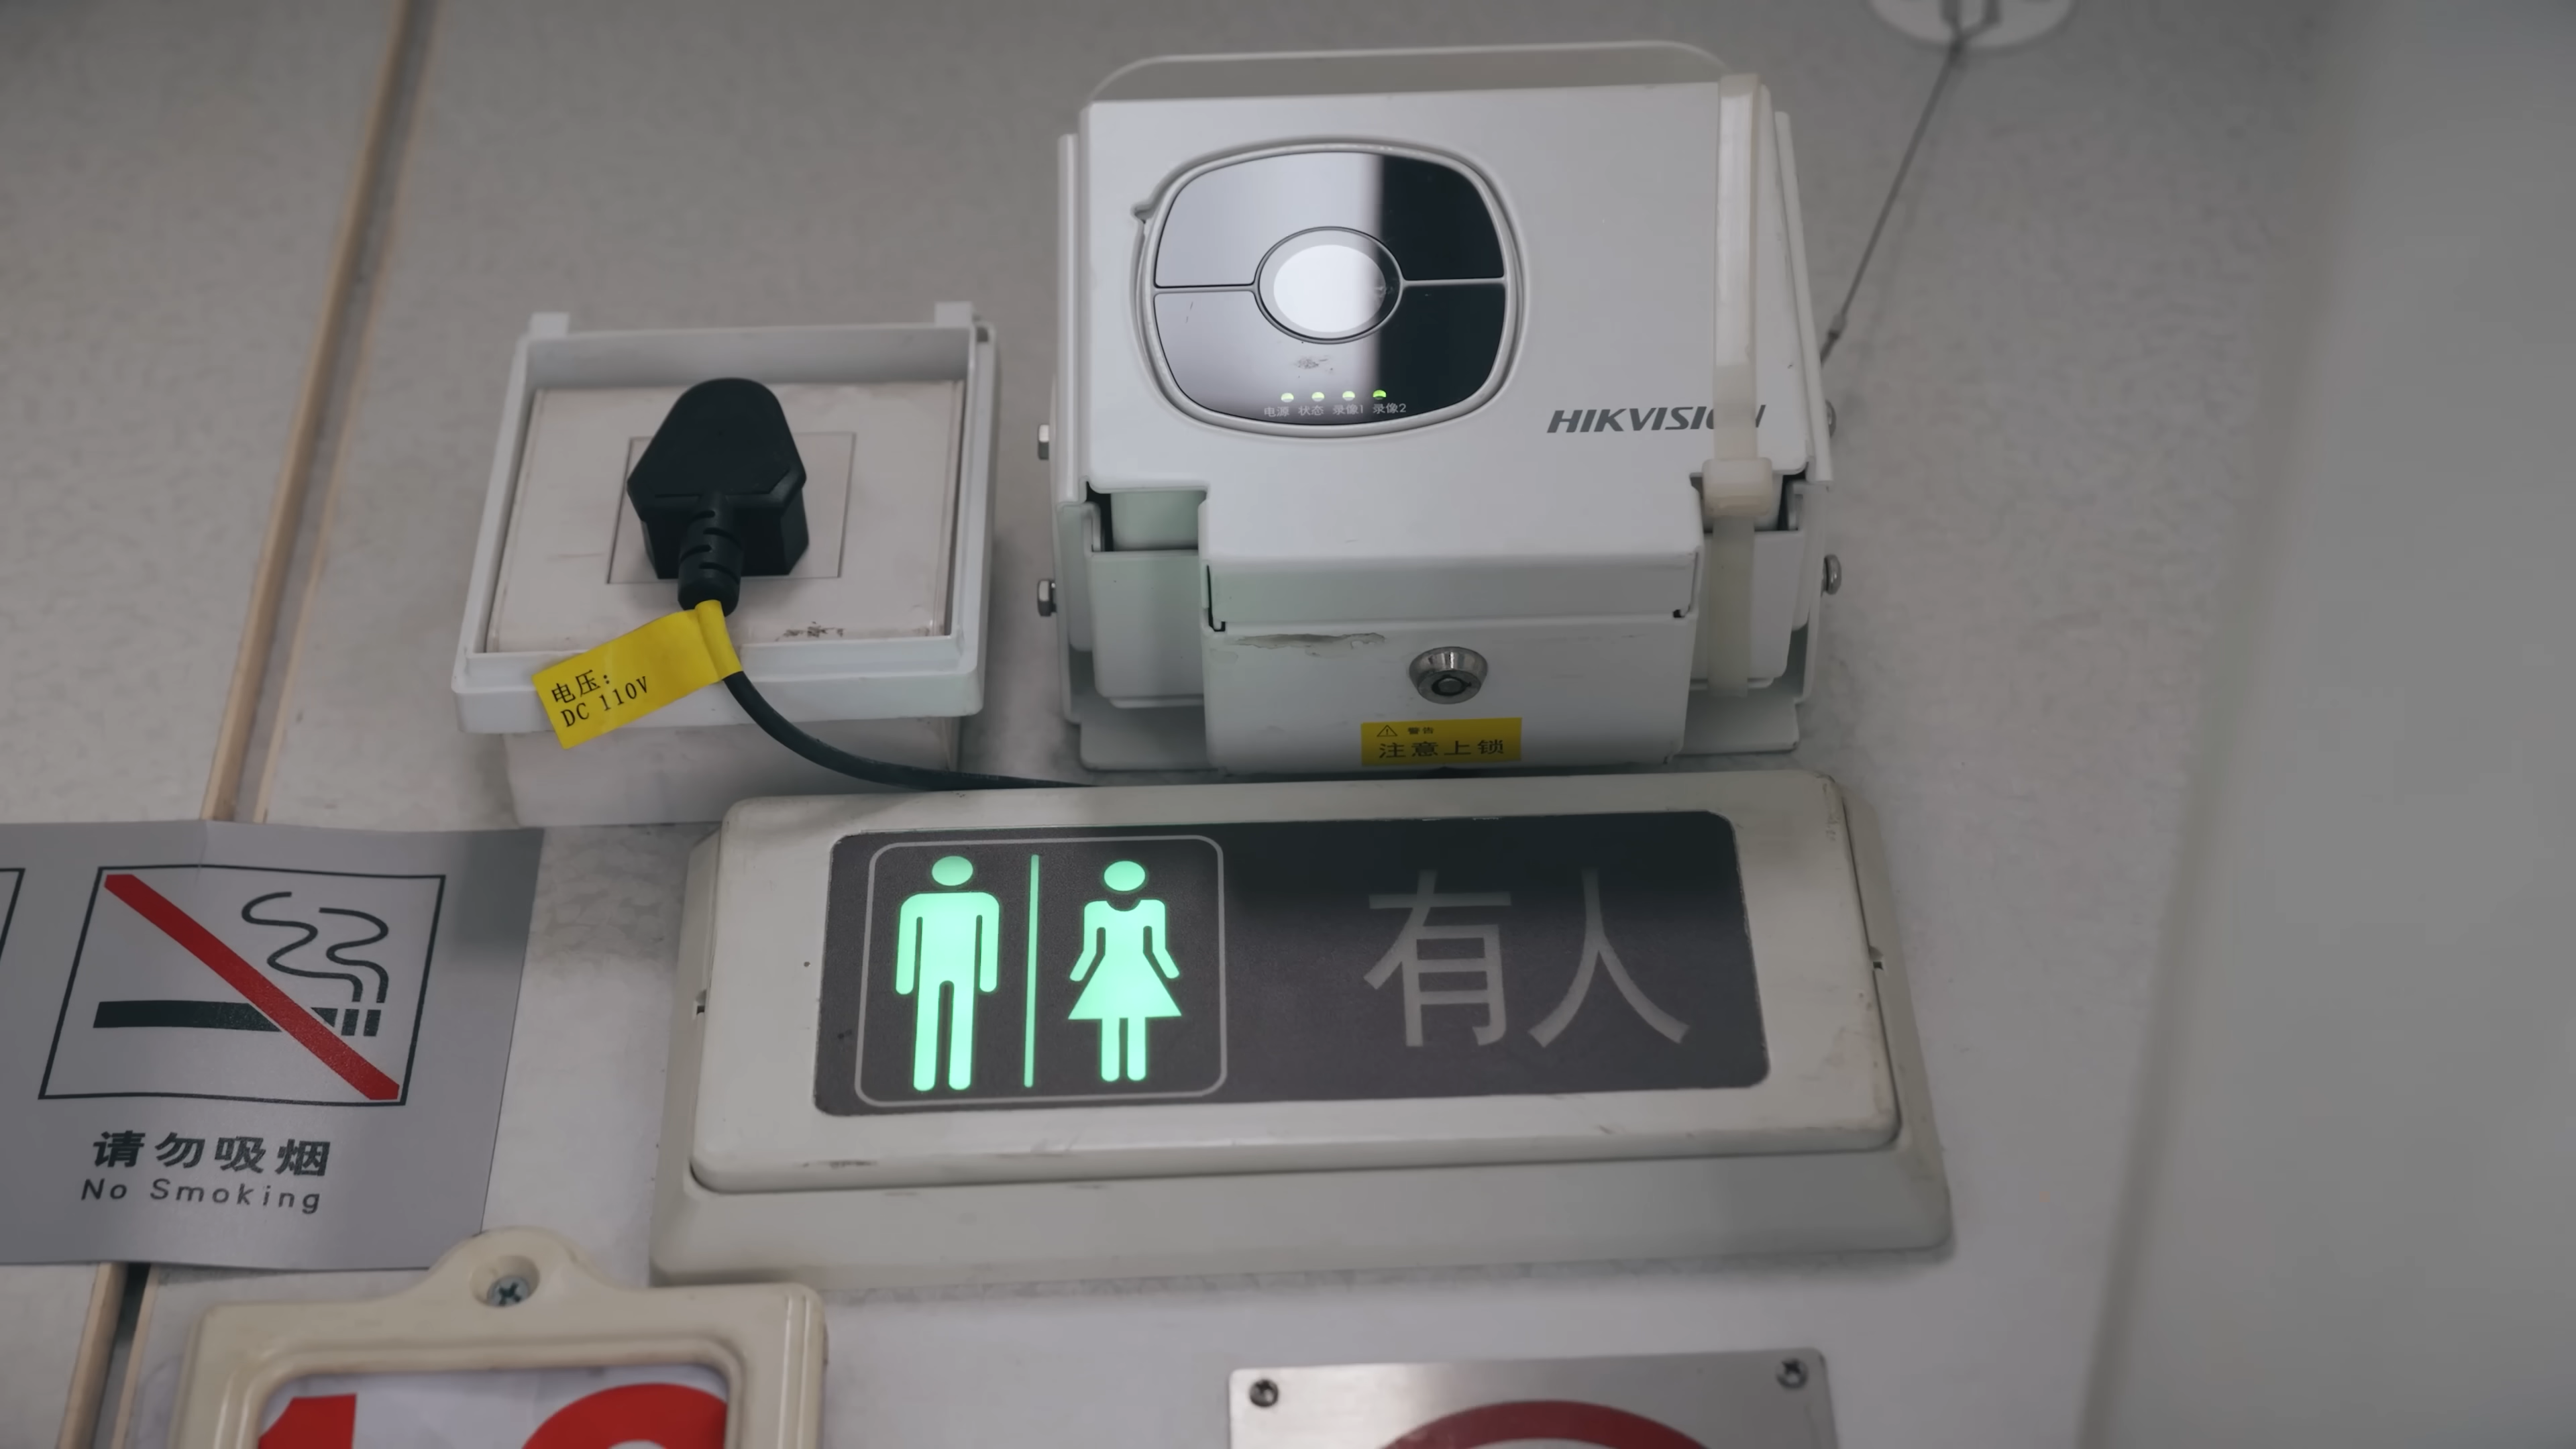 电源 状态 录像1 录像2
HIKVISION
电压:
DC 110V
警告
注意上锁
有人
请勿吸烟
No Smoking